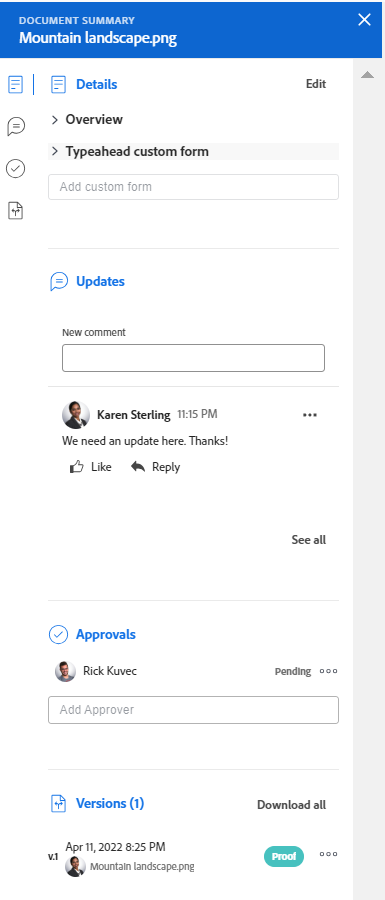 DOCUMENT SUMMARY
Mountain landscape.png
Details Edit
Overview
Typeahead custom form
Add custom form
Updates
New comment
Karen Sterling 11:15 PM
We need an update here. Thanks!
Like Reply
See all
Approvals
Rick Kuvec Pending
Add Approver
Versions (1) Download all
v.1 Apr 11, 2022 8:25 PM
Mountain landscape.png Proof